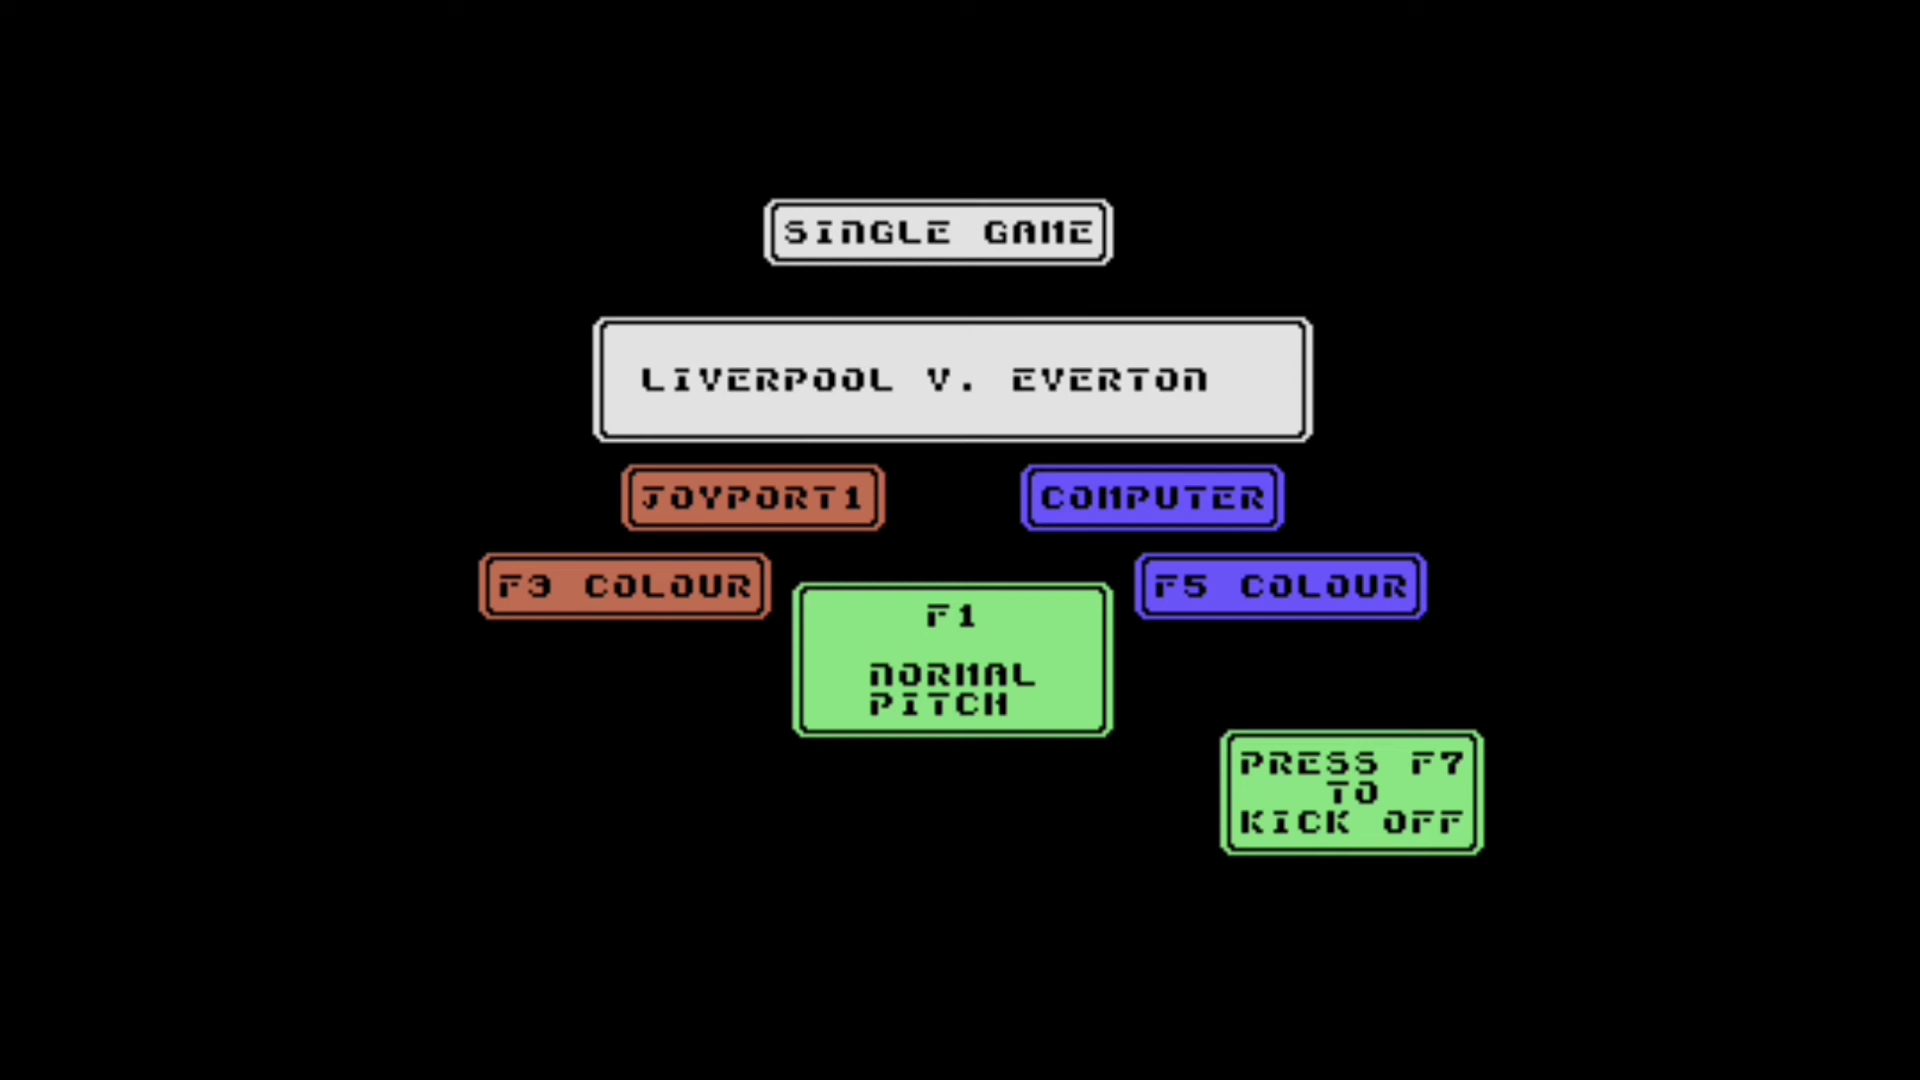 SINGLE GAME
LIVERPOOL V. EVERTON
JOYPORT1 COMPUTER
F3 COLOUR F5 COLOUR
F1
NORMAL
PITCH
PRESS F7
TO
KICK OFF